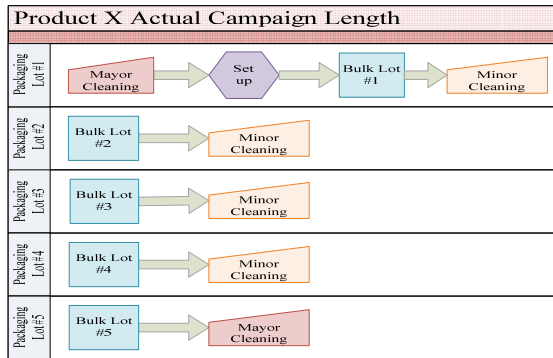 Product X Actual Campaign Length
Packaging
Lot #1
Mayor
Cleaning
Set
up
Bulk Lot
#1
Minor
Cleaning
Packaging
Lot #2
Bulk Lot
#2
Minor
Cleaning
Packaging
Lot #3
Bulk Lot
#3
Minor
Cleaning
Packaging
Lot #4
Bulk Lot
#4
Minor
Cleaning
Packaging
Lot #5
Bulk Lot
#5
Mayor
Cleaning